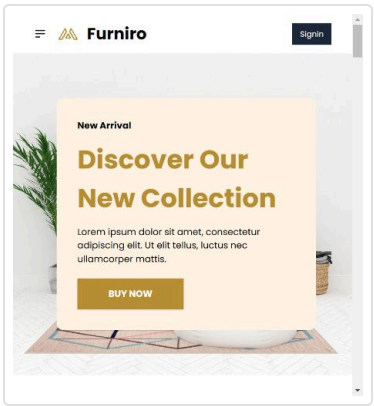 Furniro
Signin
New Arrival
Discover Our
New Collection
Lorem ipsum dolor sit amet, consectetur
adipiscing elit. Ut elit tellus, luctus nec
ullamcorper mattis.
BUY NOW